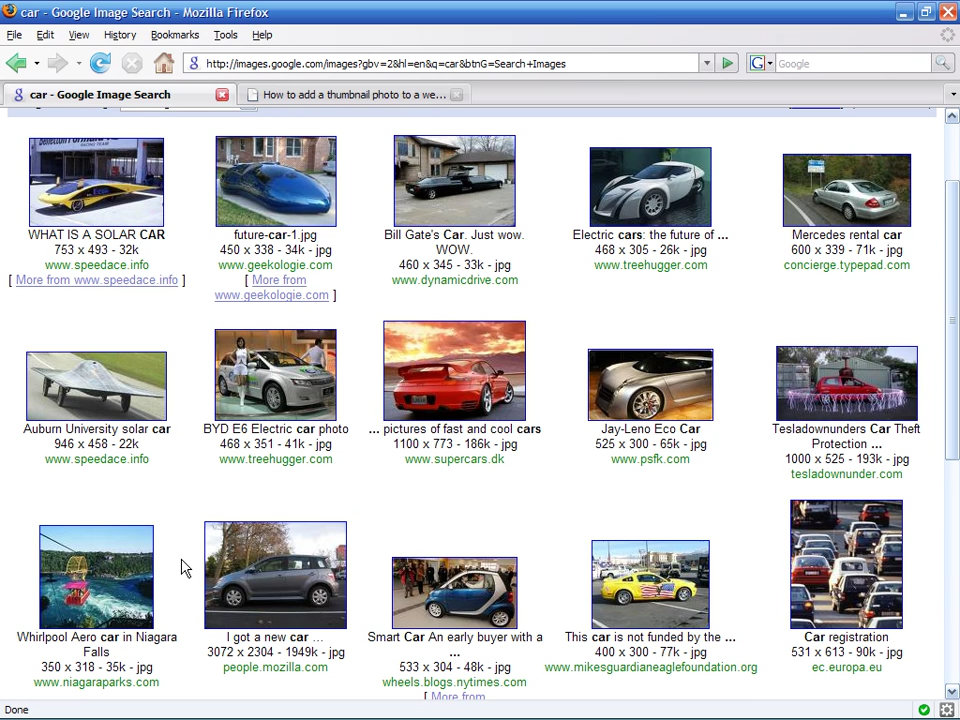 car - Google Image Search - Mozilla Firefox
File Edit View History Bookmarks Tools Help
http://images.google.com/images?gbv=2&hl=en&q=car&btnG=Search+Images
Google
car - Google Image Search
How to add a thumbnail photo to a we...
WHAT IS A SOLAR CAR
753 x 493 - 32k
www.speedace.info
[ More from www.speedace.info ]
future-car-1.jpg
450 x 338 - 34k - jpg
www.geekologie.com
[ More from
www.geekologie.com ]
Bill Gate's Car. Just wow.
WOW.
460 x 345 - 33k - jpg
www.dynamicdrive.com
Electric cars: the future of ...
468 x 305 - 26k - jpg
www.treehugger.com
Mercedes rental car
600 x 339 - 71k - jpg
concierge.typepad.com
Auburn University solar car
946 x 458 - 22k
www.speedace.info
BYD E6 Electric car photo
468 x 351 - 41k - jpg
www.treehugger.com
... pictures of fast and cool cars
1100 x 773 - 186k - jpg
www.supercars.dk
Jay-Leno Eco Car
525 x 300 - 65k - jpg
www.psfk.com
Tesladownunders Car Theft
Protection ...
1000 x 525 - 193k - jpg
tesladownunder.com
Whirlpool Aero car in Niagara
Falls
350 x 318 - 35k - jpg
www.niagaraparks.com
I got a new car ...
3072 x 2304 - 1949k - jpg
people.mozilla.com
Smart Car An early buyer with a
...
533 x 304 - 48k - jpg
wheels.blogs.nytimes.com
[ More from
This car is not funded by the ...
400 x 300 - 77k - jpg
www.mikesguardianeaglefoundation.org
Car registration
531 x 613 - 90k - jpg
ec.europa.eu
Done